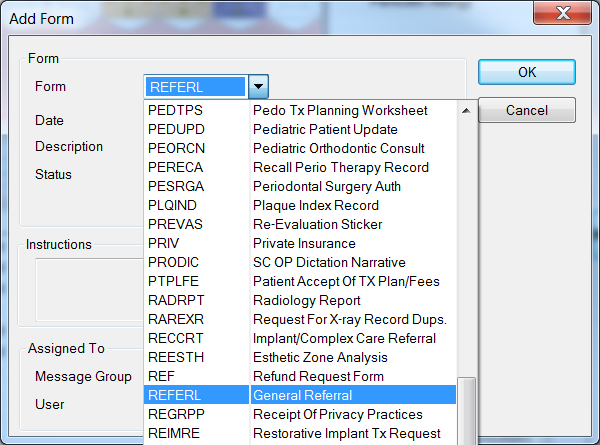 Add Form
Form
Form REFERL
OK
Cancel
Date
Description
Status
Instructions
Assigned To
Message Group
User
PEDTPS Pedo Tx Planning Worksheet
PEDUPD Pediatric Patient Update
PEORCN Pediatric Orthodontic Consult
PERECA Recall Perio Therapy Record
PESRGA Periodontal Surgery Auth
PLQIND Plaque Index Record
PREVAS Re-Evaluation Sticker
PRIV Private Insurance
PRODIC SC OP Dictation Narrative
PTPLFE Patient Accept Of TX Plan/Fees
RADRPT Radiology Report
RAREXR Request For X-ray Record Dups.
RECCRT Implant/Complex Care Referral
REESTH Esthetic Zone Analysis
REF Refund Request Form
REFERL General Referral
REGRPP Receipt Of Privacy Practices
REIMRE Restorative Implant Tx Request